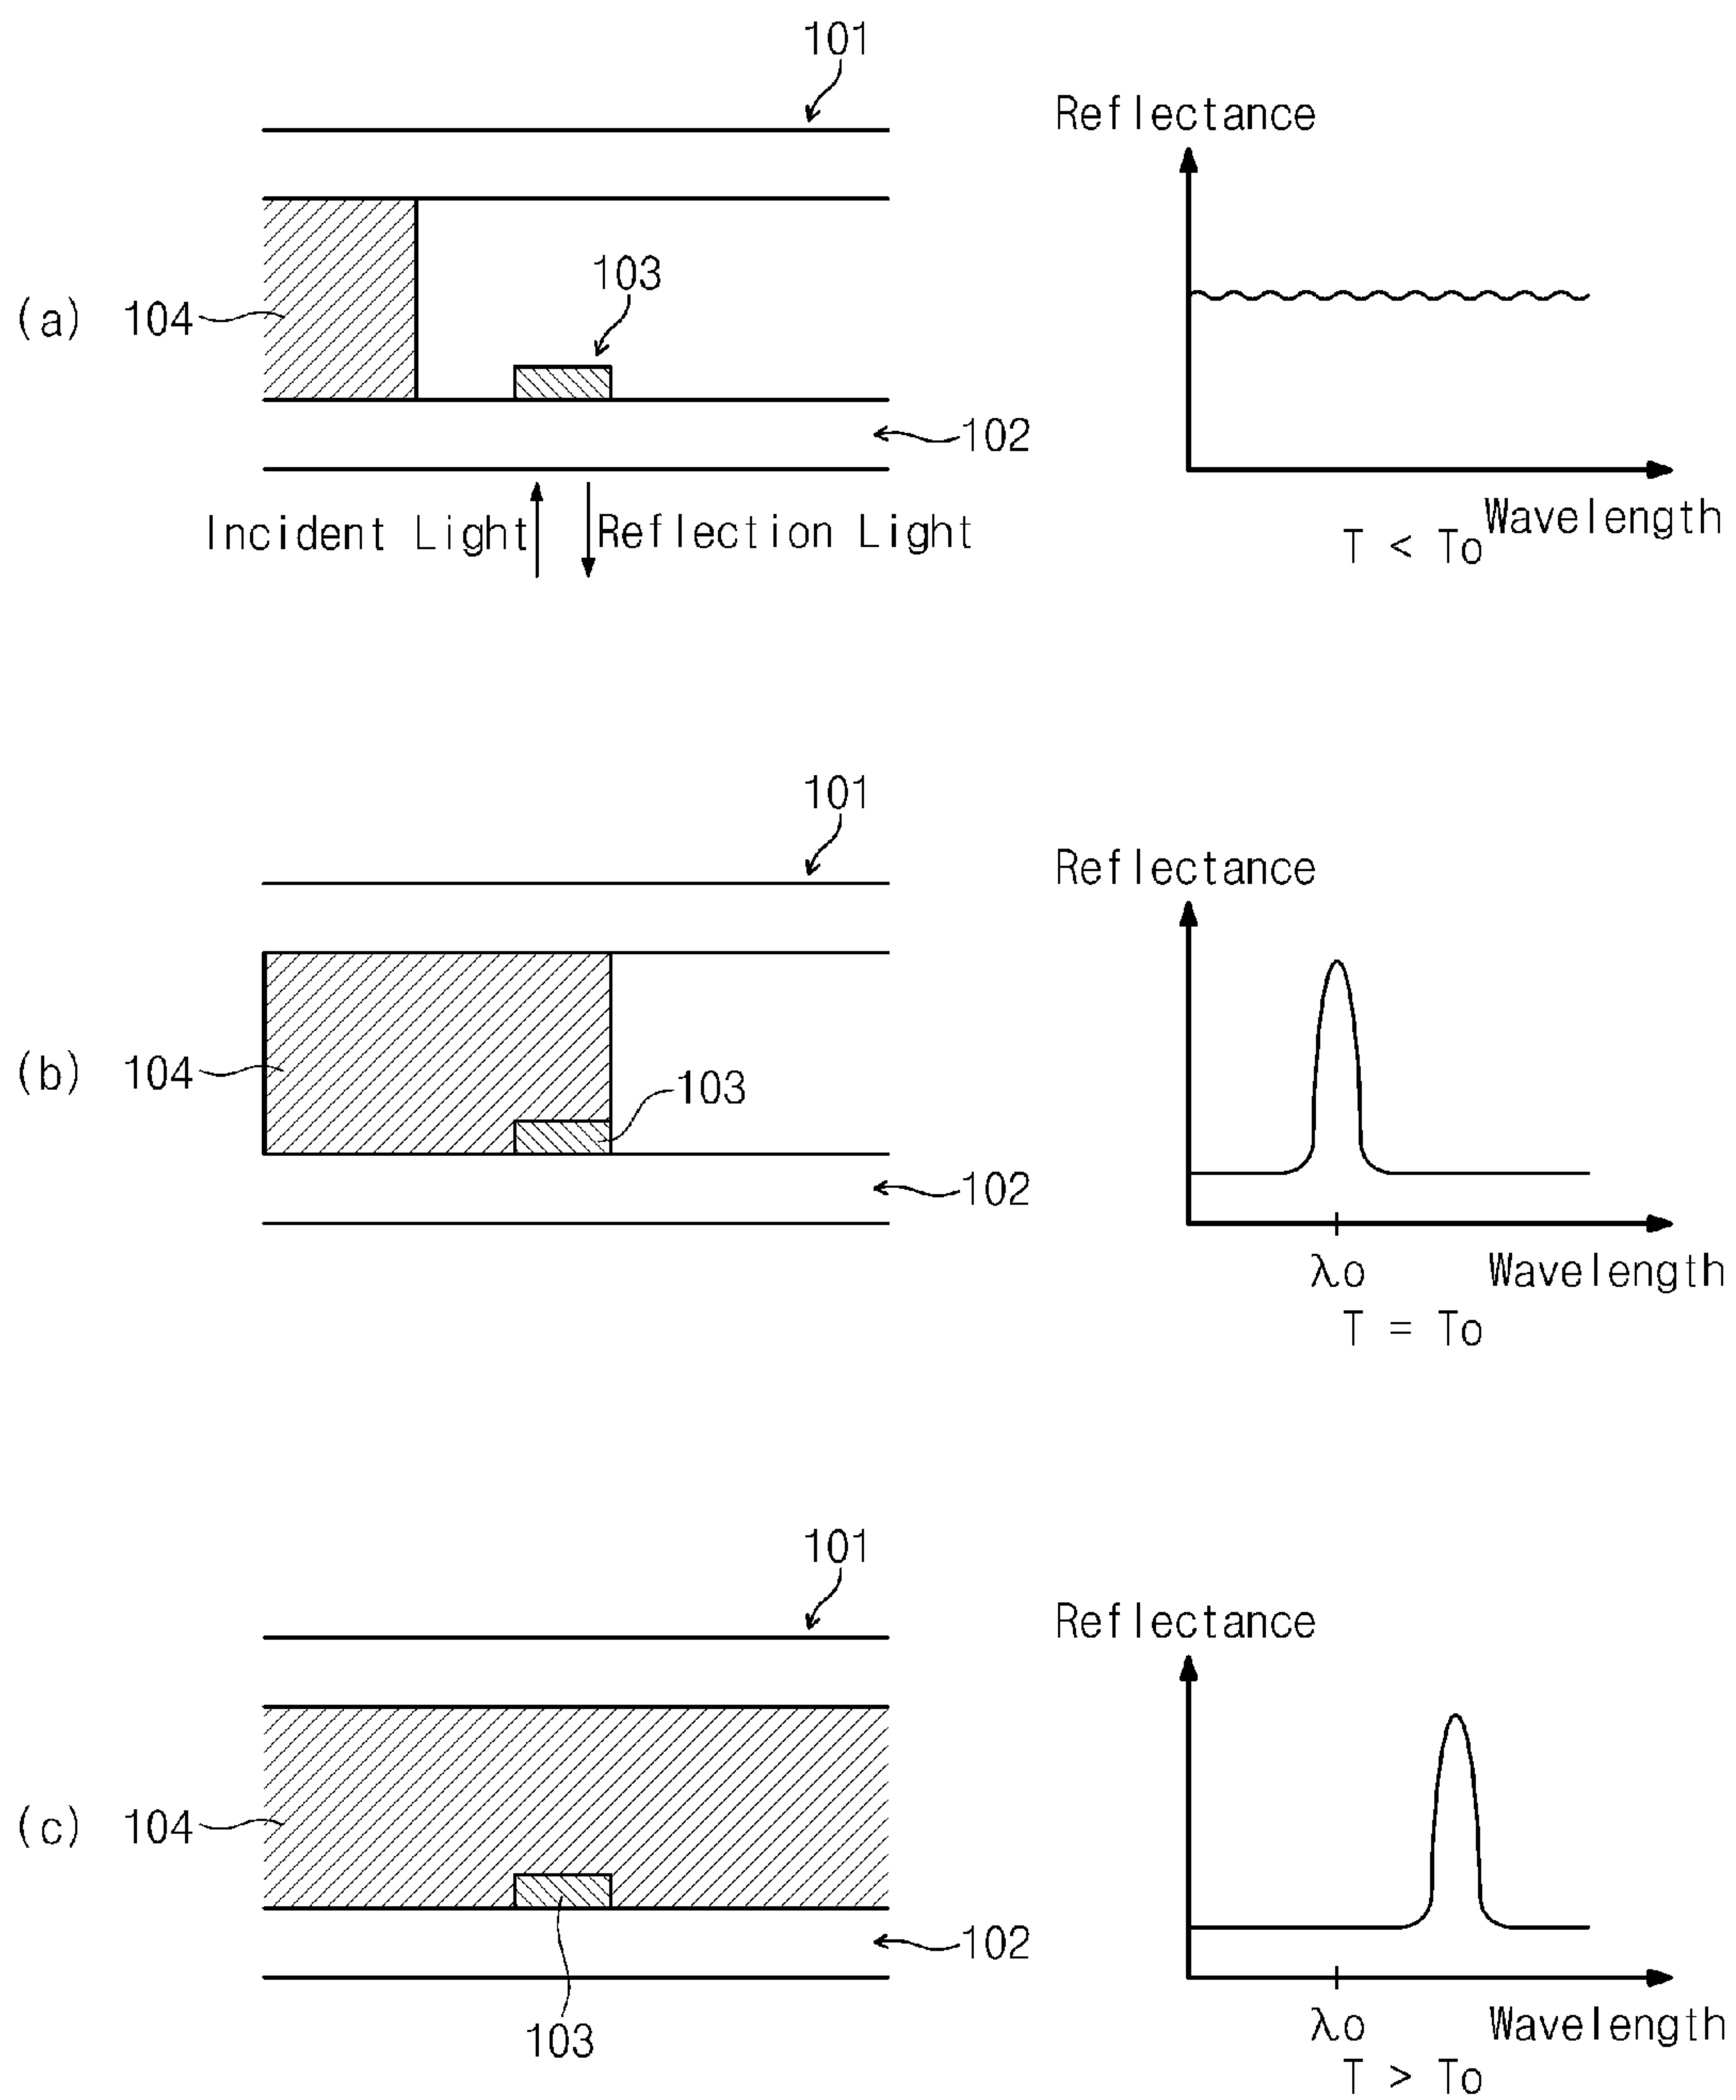 101
Reflectance
103
(a) 104
102
Incident Light
Reflection Light
Wavelength
T < To
101
Reflectance
(b) 104
103
102
λo
Wavelength
T = To
101
Reflectance
(c) 104
102
103
λo
Wavelength
T > To